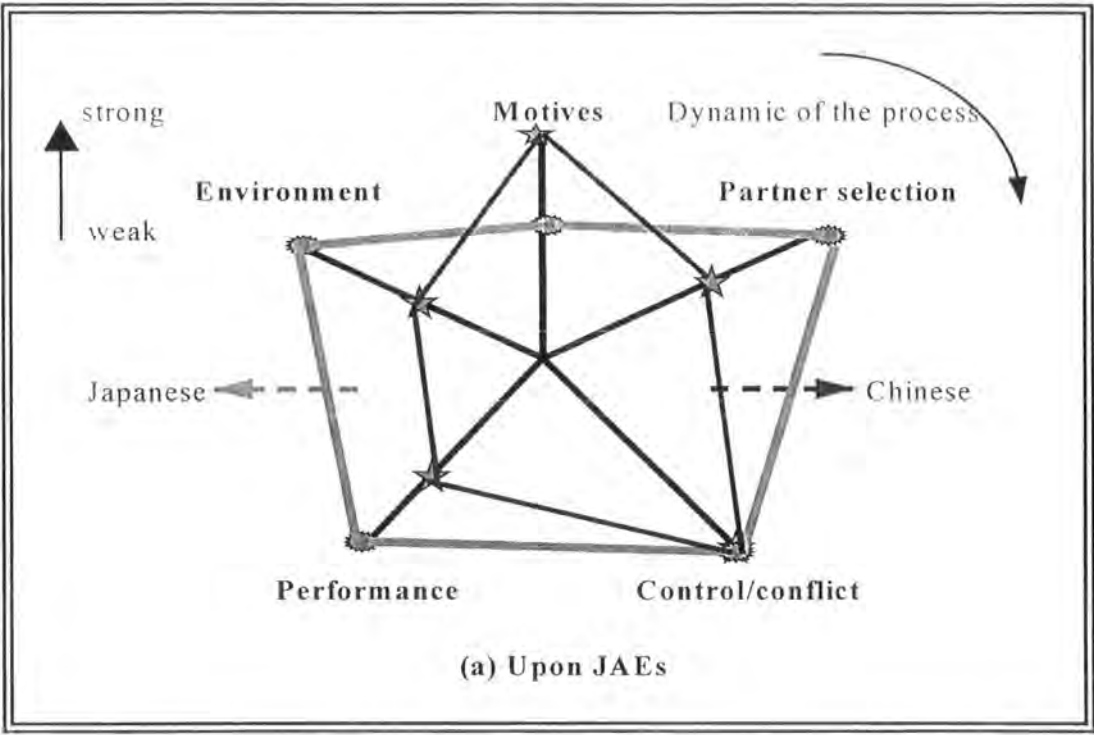 strong
Motives
Dynamic of the process
Environment
Partner selection
weak
Japanese
Chinese
Performance
Control/conflict
(a) Upon JAEs